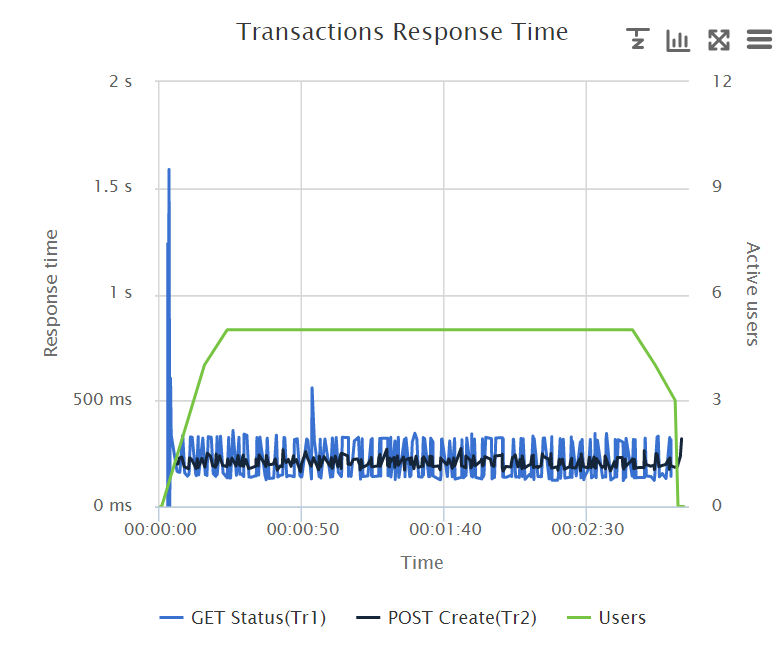 Transactions Response Time
2 s
1.5 s
1 s
500 ms
0 ms
Response time
12
9
6
3
0
Active users
00:00:00
00:00:50
00:01:40
00:02:30
Time
GET Status(Tr1)
POST Create(Tr2)
Users